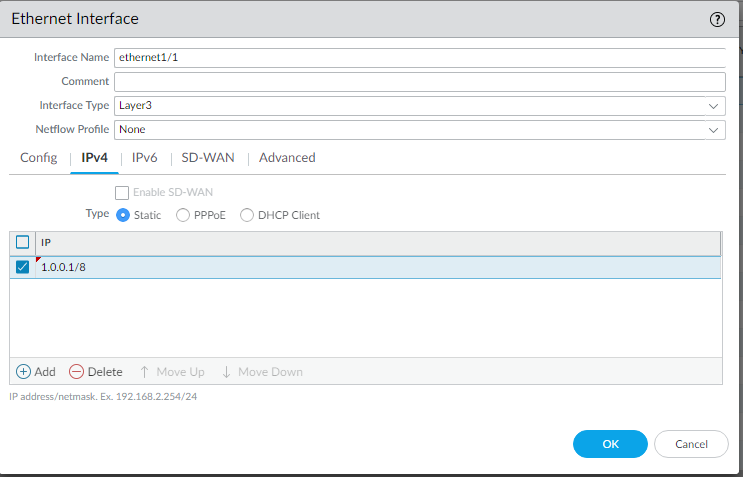 Ethernet Interface
Interface Name ethernet1/1
Comment
Interface Type Layer3
Netflow Profile None
Config IPv4 IPv6 SD-WAN Advanced
Enable SD-WAN
Type Static PPPoE DHCP Client
IP
1.0.0.1/8
Add Delete Move Up Move Down
IP address/netmask. Ex. 192.168.2.254/24
OK Cancel